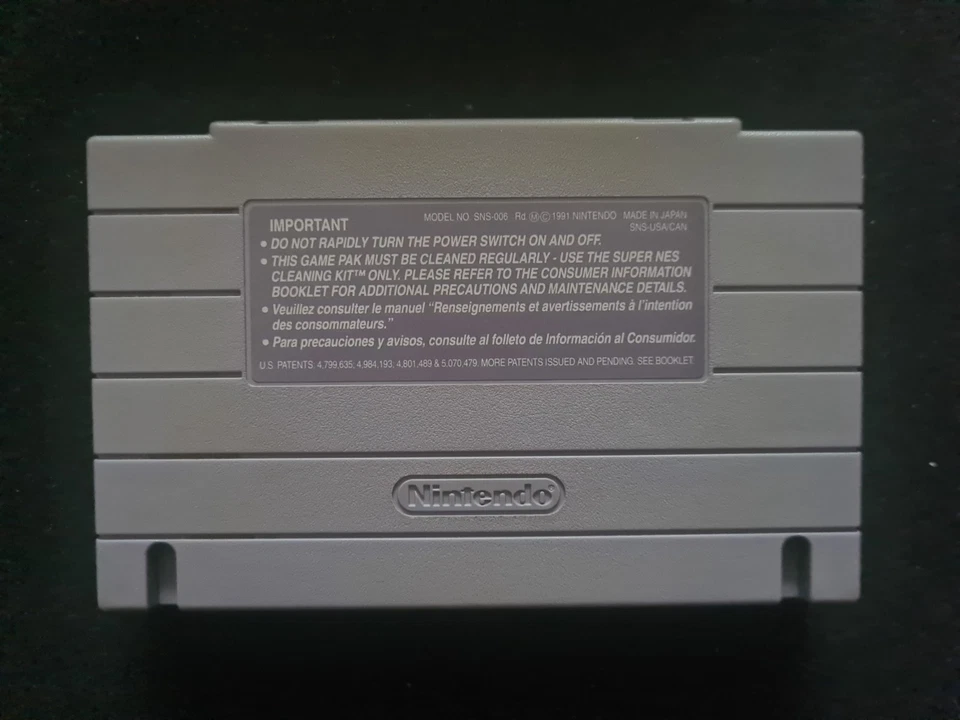 IMPORTANT
MODEL NO. SNS-006 Rd. Ⓜ©1991 NINTENDO MADE IN JAPAN
SNS-USA/CAN
• DO NOT RAPIDLY TURN THE POWER SWITCH ON AND OFF.
• THIS GAME PAK MUST BE CLEANED REGULARLY - USE THE SUPER NES
CLEANING KIT™ ONLY. PLEASE REFER TO THE CONSUMER INFORMATION
BOOKLET FOR ADDITIONAL PRECAUTIONS AND MAINTENANCE DETAILS.
• Veuillez consulter le manuel "Renseignements et avertissements à l'intention
des consommateurs."
• Para precauciones y avisos, consulte al folleto de Información al Consumidor.
U.S. PATENTS: 4,799,635; 4,984,193; 4,801,489 & 5,070,479. MORE PATENTS ISSUED AND PENDING. SEE BOOKLET.
Nintendo®